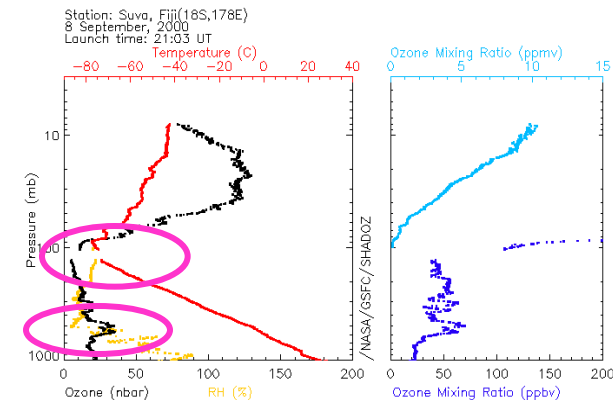 Station: Suva, Fiji(18S,178E)
8 September, 2000
Launch time: 21:03 UT
Temperature (C)
-80 -60 -40 -20 0 20 40
Ozone Mixing Ratio (ppmv)
0 5 10 15
Pressure (mb)
10
100
1000
0 50 100 150 200
Ozone (nbar) RH (%)
/NASA/GSFC/SHADOZ
0 50 100 150 200
Ozone Mixing Ratio (ppbv)